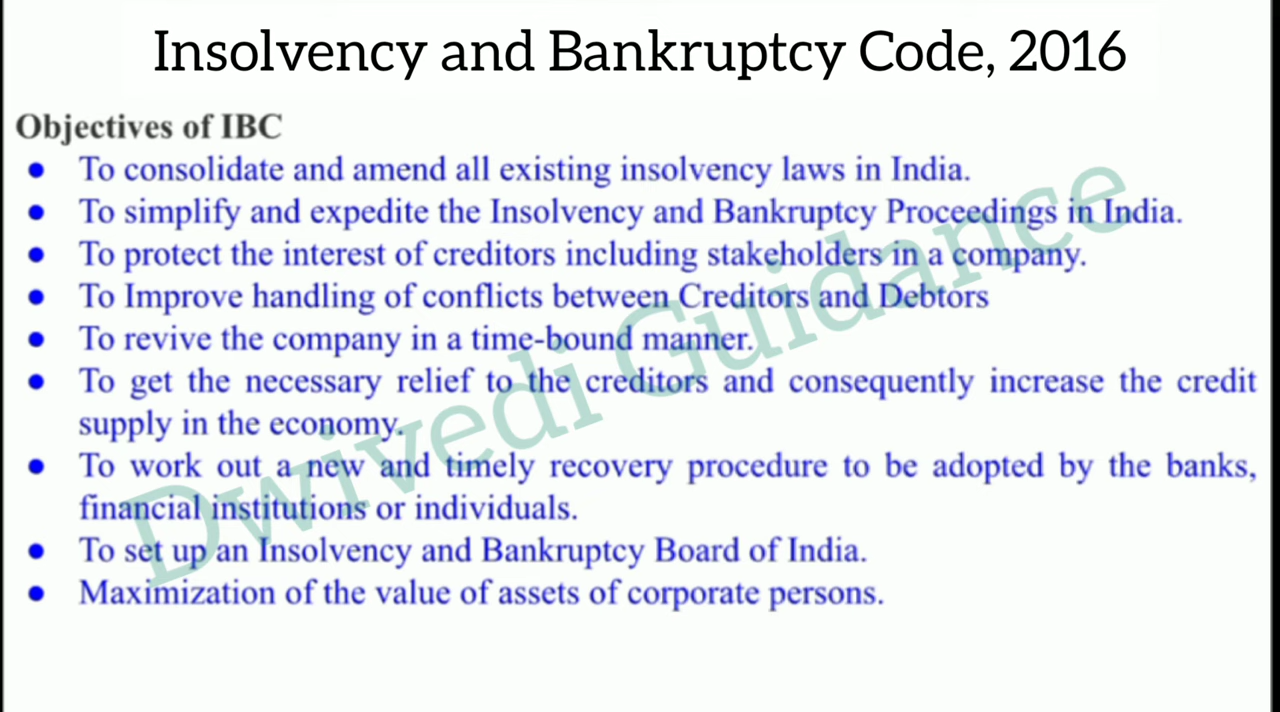 Insolvency and Bankruptcy Code, 2016
Objectives of IBC
● To consolidate and amend all existing insolvency laws in India.
● To simplify and expedite the Insolvency and Bankruptcy Proceedings in India.
● To protect the interest of creditors including stakeholders in a company.
● To Improve handling of conflicts between Creditors and Debtors
● To revive the company in a time-bound manner.
● To get the necessary relief to the creditors and consequently increase the credit
supply in the economy.
● To work out a new and timely recovery procedure to be adopted by the banks,
financial institutions or individuals.
● To set up an Insolvency and Bankruptcy Board of India.
● Maximization of the value of assets of corporate persons.
Dwivedi Guidance